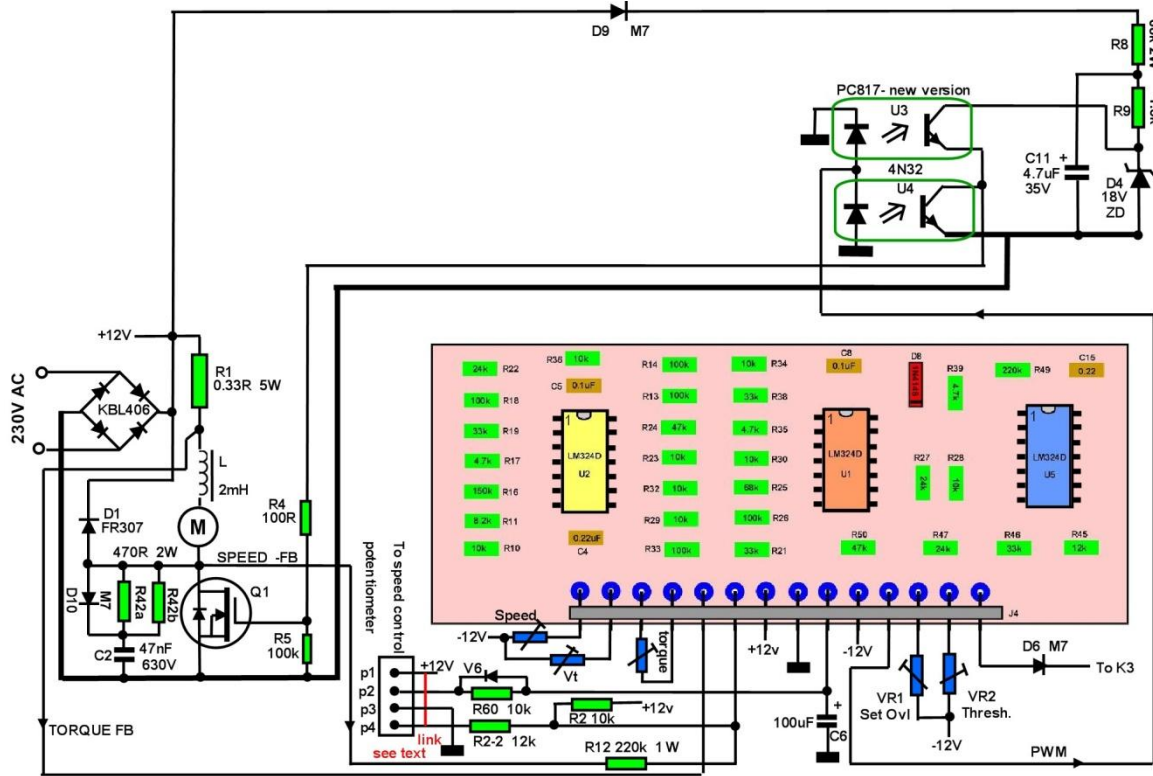 D9 M7
R8
R9
PC817- new version
U3
4N32
U4
C11 +
4.7uF
35V
D4
18V
ZD
+12V
R1
0.33R 5W
230V AC
KBL406
L
2mH
M
D1
FR307
470R 2W
SPEED -FB
D10
M7
R42a
R42b
Q1
C2
47nF
630V
R4
100R
R5
100k
TORQUE FB
To speed control
potentiometer
p1
p2
p3
p4
+12V
link
see text
V6
R60 10k
R2 10k
+12v
R2-2 12k
R12 220k 1W
Speed
-12V
Vt
torque
+12v
-12V
100uF
+
C6
VR1
Set Ovl
VR2
Thresh.
-12V
PWM
D6 M7
To K3
J4
24k R22
100k R18
33k R19
4.7k R17
150k R16
8.2k R11
10k R10
R36 10k
C5 0.1uF
1
LM324D
U2
0.22uF
C4
R14 100k
R13 100k
R24 47k
R23 10k
R32 10k
R29 10k
R33 100k
10k R34
33k R38
4.7k R35
10k R30
68k R25
100k R26
33k R21
C8
0.1uF
1
LM324D
U1
D8
1N4148
R39
4.7k
R27
24k
R28
10k
220k R49
C15
0.22
1
LM324D
U5
R50
47k
R47
24k
R46
33k
R45
12k